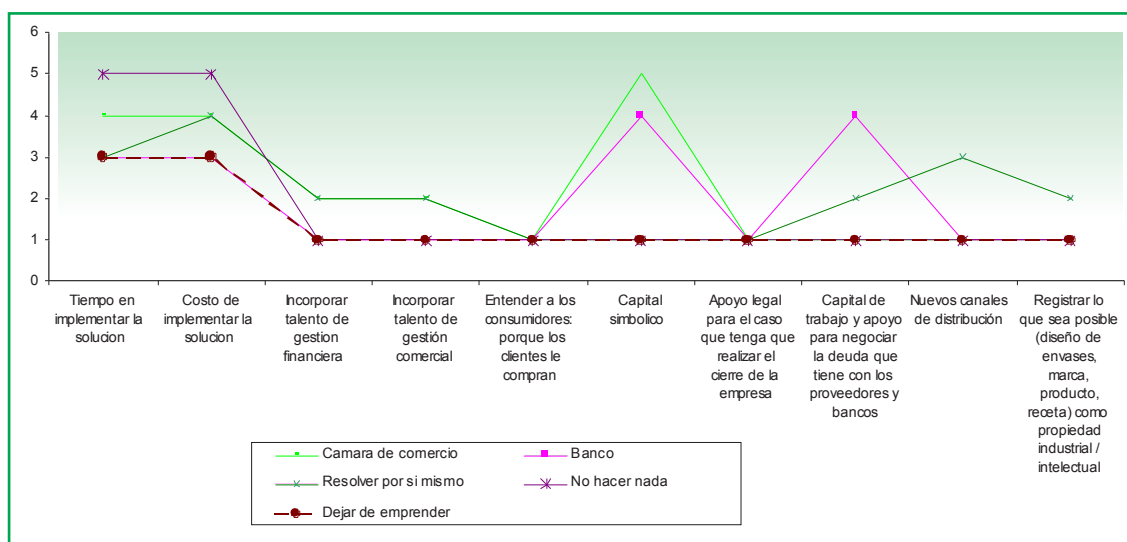 6
5
4
3
2
1
0
Tiempo en
implementar la
solucion
Costo de
implementar la
solucion
Incorporar
talento de
gestion
financiera
Incorporar
talento de
gestión
comercial
Entender a los
consumidores:
porque los
clientes le
compran
Capital
simbolico
Apoyo legal
para el caso
que tenga que
realizar el
cierre de la
empresa
Capital de
trabajo y apoyo
para negociar
la deuda que
tiene con los
proveedores y
bancos
Nuevos canales
de distribución
Registrar lo
que sea posible
(diseño de
envases,
marca,
producto,
receta) como
propiedad
industrial /
intelectual
Camara de comercio
Banco
Resolver por si mismo
No hacer nada
Dejar de emprender